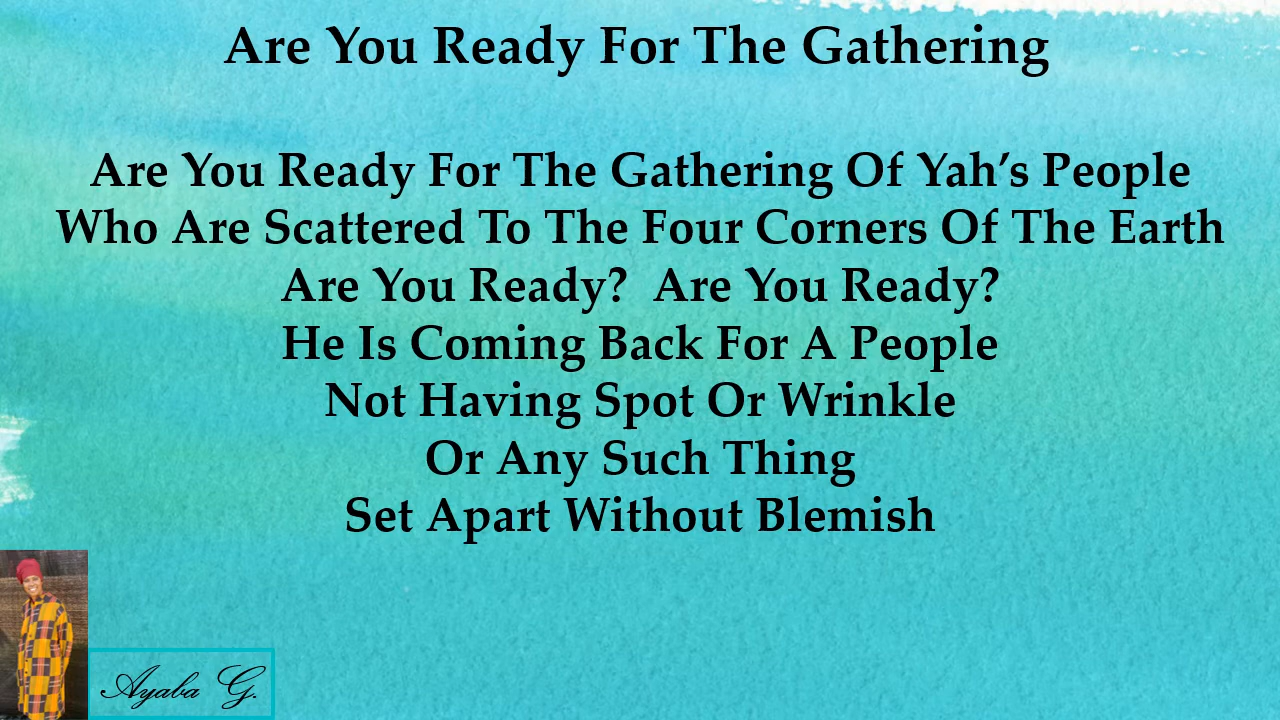 Are You Ready For The Gathering
Are You Ready For The Gathering Of Yah’s People
Who Are Scattered To The Four Corners Of The Earth
Are You Ready?  Are You Ready?
He Is Coming Back For A People
Not Having Spot Or Wrinkle
Or Any Such Thing
Set Apart Without Blemish
Ayaba G.